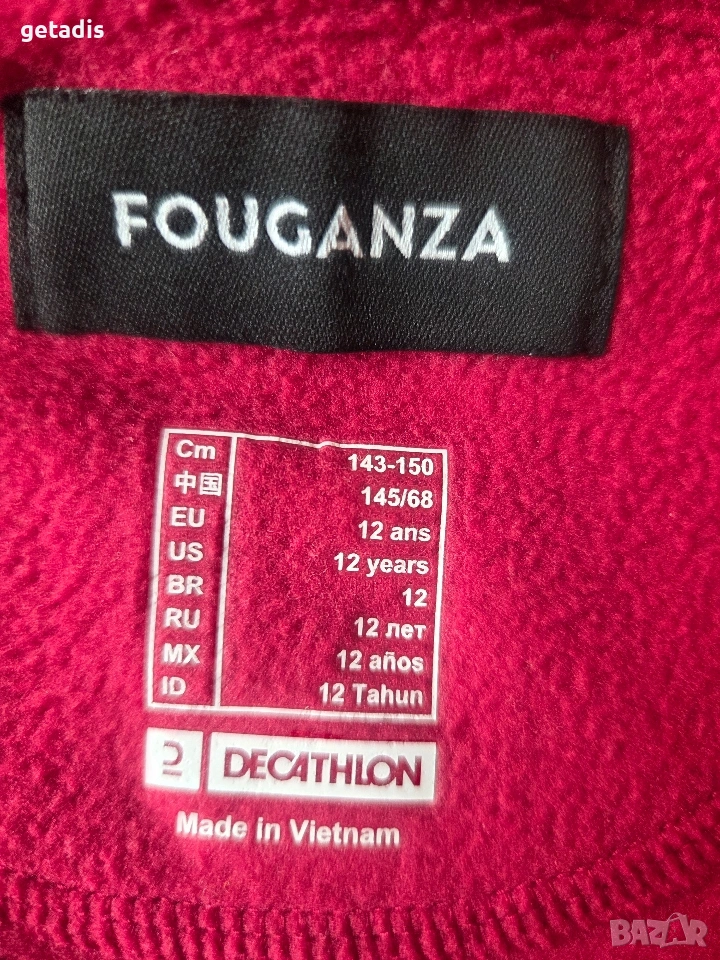 getadis
FOUGANZA
Cm 143-150
中国 145/68
EU 12 ans
US 12 years
BR 12
RU 12 лет
MX 12 años
ID 12 Tahun
DECATHLON
Made in Vietnam
BAZAR